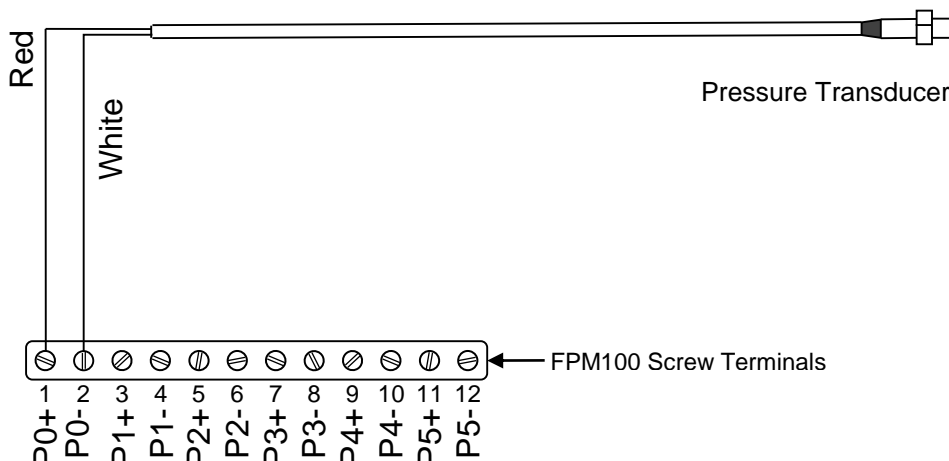 Red
White
Pressure Transducer
FPM100 Screw Terminals
1 2 3 4 5 6 7 8 9 10 11 12
P0+ P0- P1+ P1- P2+ P2- P3+ P3- P4+ P4- P5+ P5-